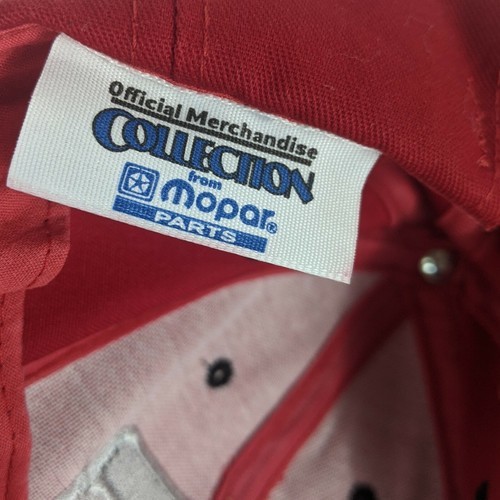 Official Merchandise
COLLECTION
from
Mopar®
PARTS